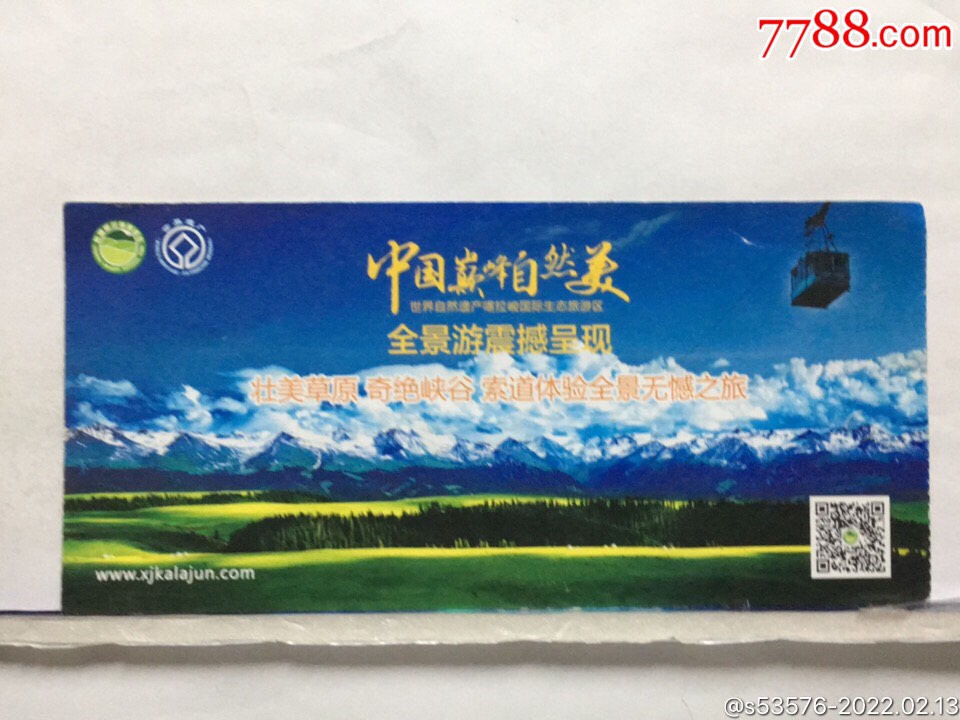 7788.com
中国巅峰自然美
世界自然遗产喀拉峻国际生态旅游区
全景游震撼呈现
壮美草原 奇绝峡谷 索道体验全景无憾之旅
www.xjkalajun.com
@s53576-2022.02.13